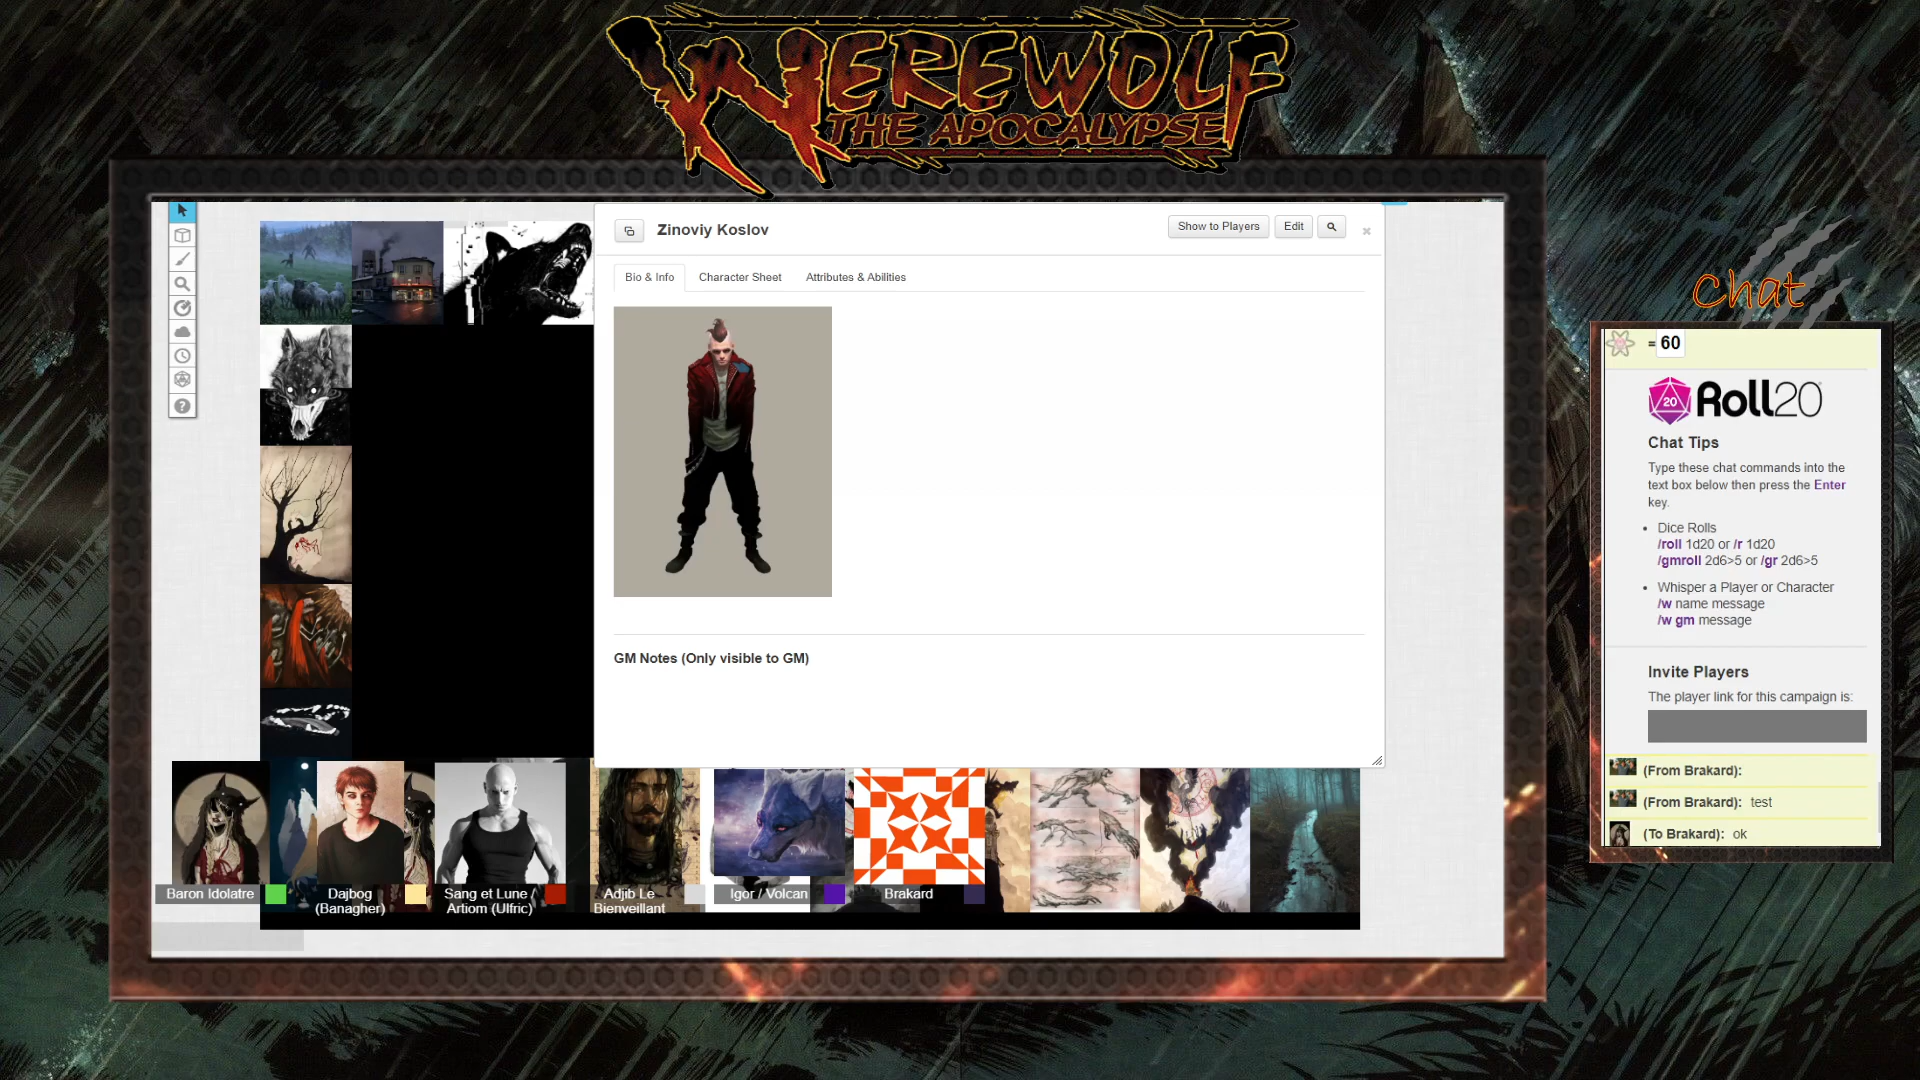 WEREWOLF
THE APOCALYPSE
Zinoviy Koslov
Show to Players
Edit
Bio & Info
Character Sheet
Attributes & Abilities
GM Notes (Only visible to GM)
Baron Idolatre
Dajbog
(Banagher)
Sang et Lune /
Artiom (Ulfric)
Adjib Le
Bienveillant
Igor / Volcan
Brakard
Chat
= 60
20
Roll20
Chat Tips
Type these chat commands into the
text box below then press the Enter
key.
• Dice Rolls
/roll 1d20 or /r 1d20
/gmroll 2d6>5 or /gr 2d6>5
• Whisper a Player or Character
/w name message
/w gm message
Invite Players
The player link for this campaign is:
(From Brakard):
(From Brakard): test
(To Brakard): ok